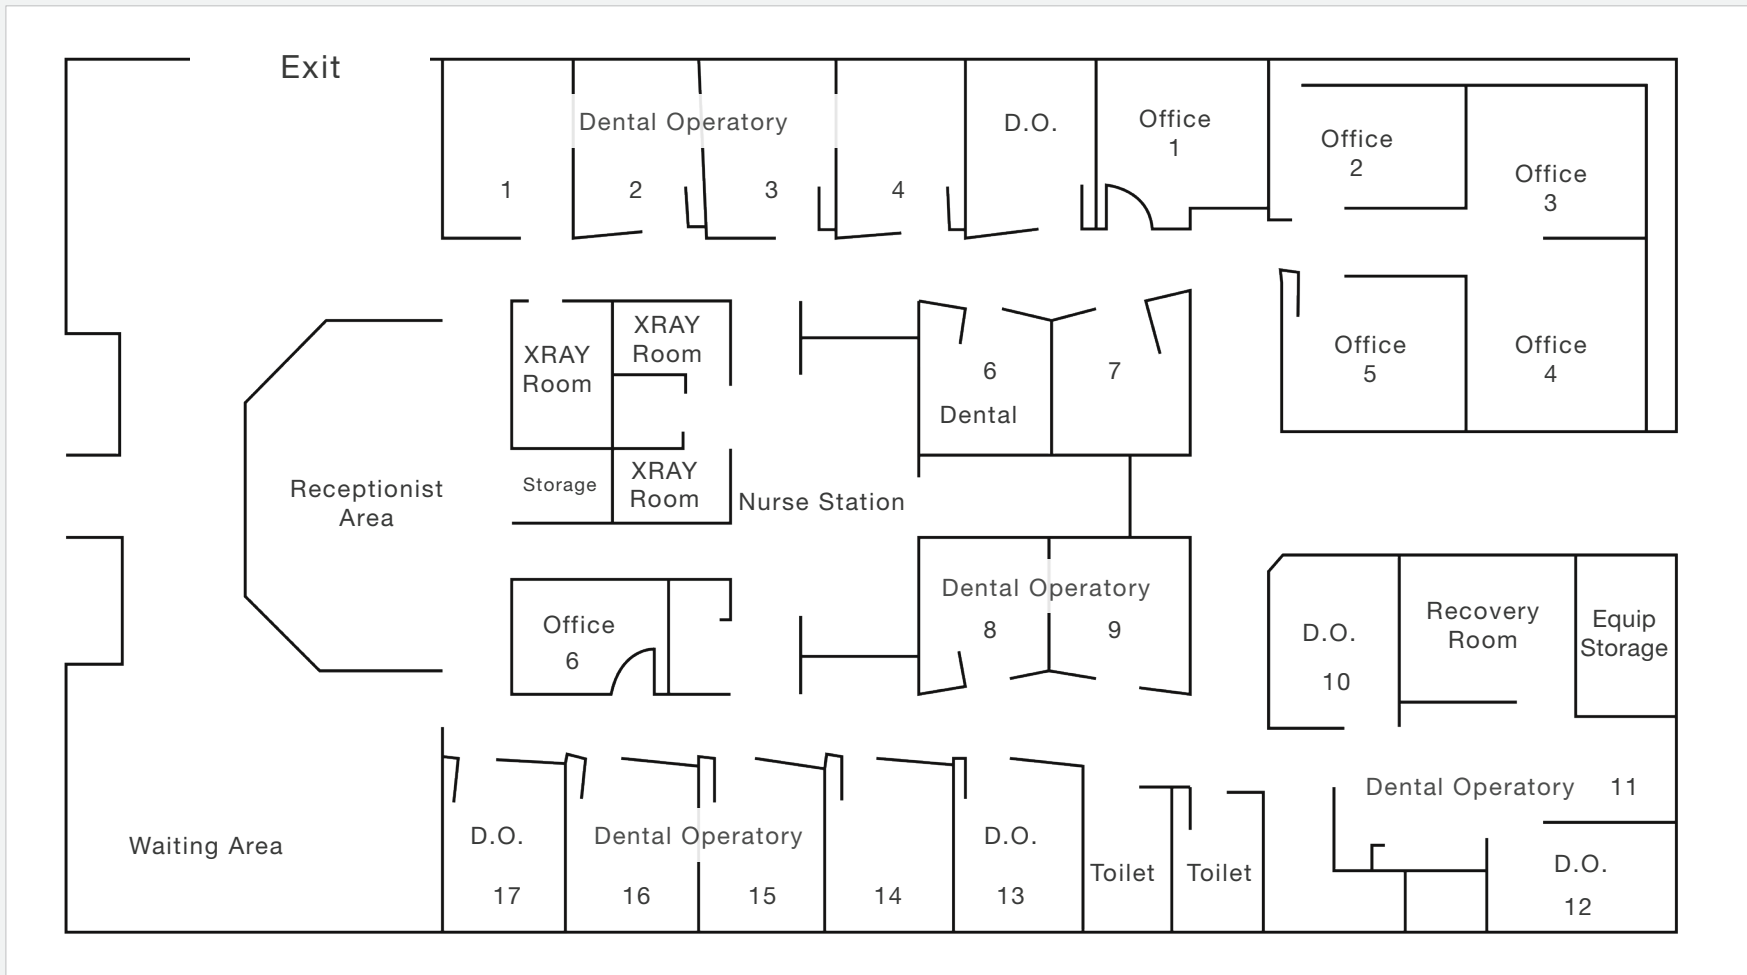 Exit
Dental Operatory
D.O.
Office
1
Office
2
Office
3
1
2
3
4
XRAY
Room
XRAY
Room
6
7
Dental
Office
5
Office
4
Receptionist
Area
Storage
XRAY
Room
Nurse Station
Dental Operatory
8
9
Office
6
D.O.
10
Recovery
Room
Equip
Storage
Dental Operatory 11
Waiting Area
D.O.
17
Dental Operatory
16
15
14
D.O.
13
Toilet
Toilet
D.O.
12